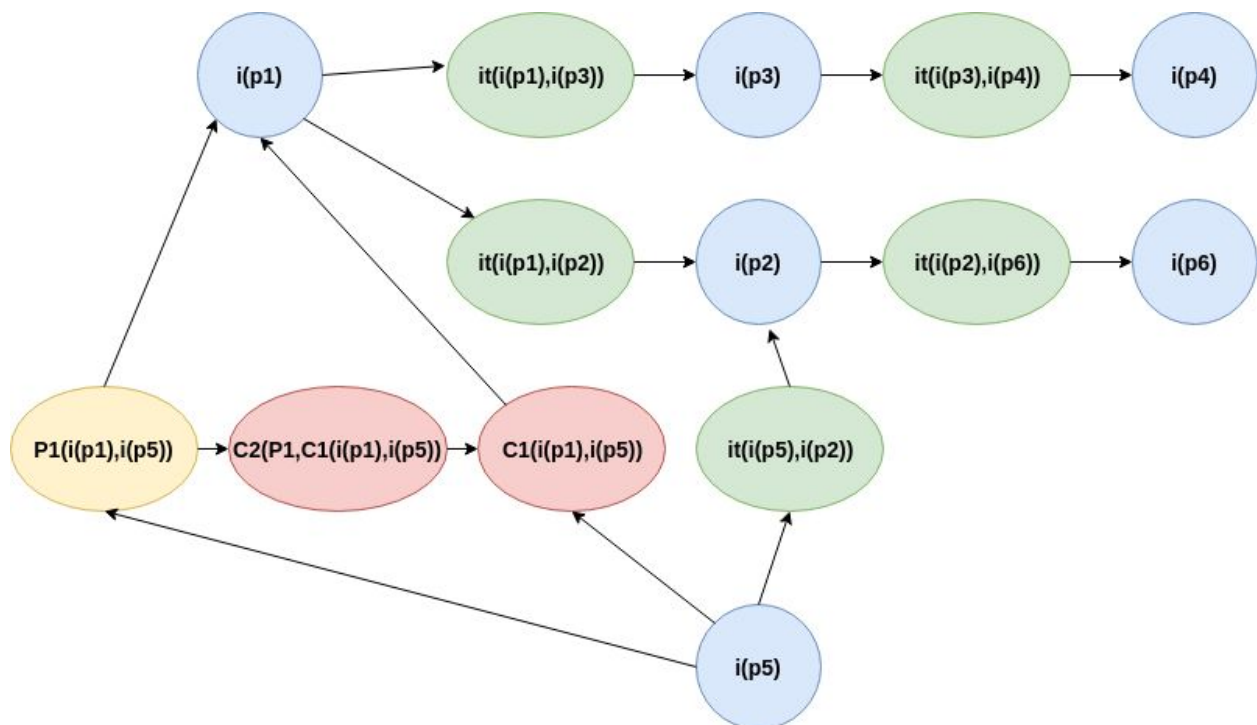 i(p1)
it(i(p1),i(p3))
i(p3)
it(i(p3),i(p4))
i(p4)
it(i(p1),i(p2))
i(p2)
it(i(p2),i(p6))
i(p6)
P1(i(p1),i(p5))
C2(P1,C1(i(p1),i(p5))
C1(i(p1),i(p5))
it(i(p5),i(p2))
i(p5)